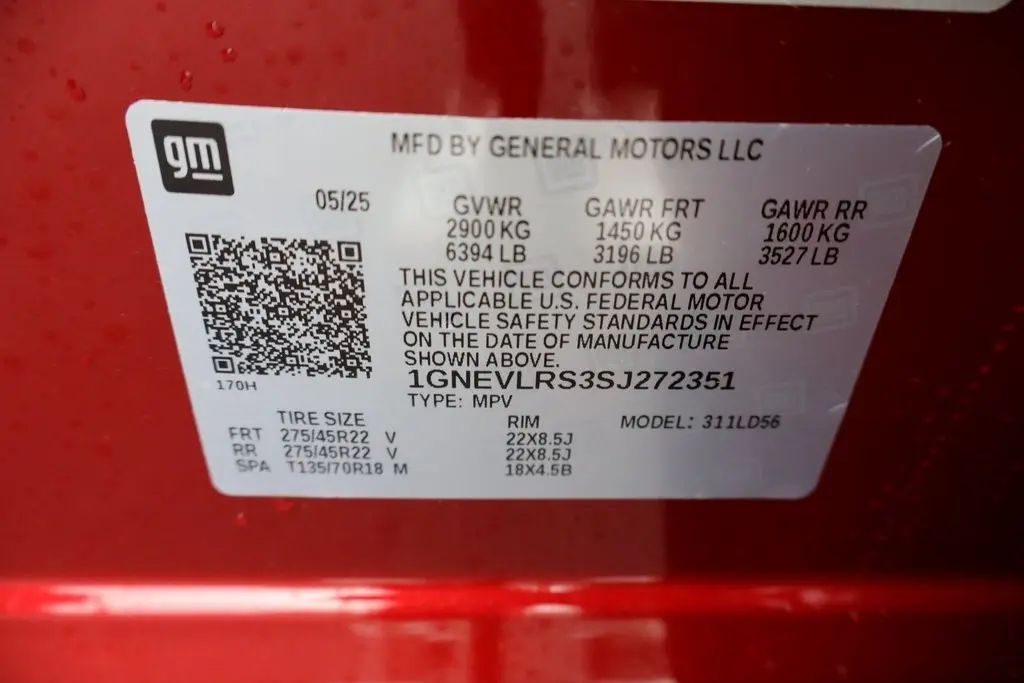 gm
MFD BY GENERAL MOTORS LLC
05/25 GVWR GAWR FRT GAWR RR
2900 KG 1450 KG 1600 KG
6394 LB 3196 LB 3527 LB
THIS VEHICLE CONFORMS TO ALL
APPLICABLE U.S. FEDERAL MOTOR
VEHICLE SAFETY STANDARDS IN EFFECT
ON THE DATE OF MANUFACTURE
SHOWN ABOVE.
170H
1GNEVLRS3SJ272351
TYPE: MPV
TIRE SIZE RIM MODEL: 311LD56
FRT 275/45R22 V 22X8.5J
RR 275/45R22 V 22X8.5J
SPA T135/70R18 M 18X4.5B